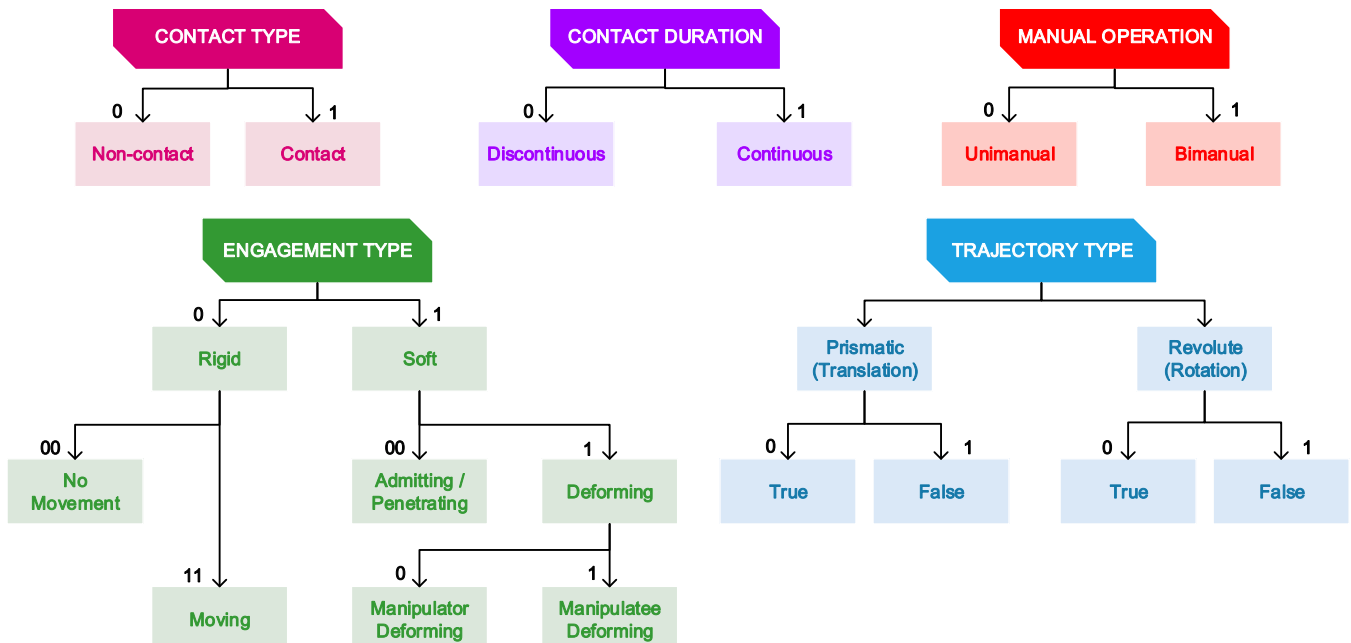 CONTACT TYPE
CONTACT DURATION
MANUAL OPERATION
0
1
0
1
0
1
Non-contact
Contact
Discontinuous
Continuous
Unimanual
Bimanual
ENGAGEMENT TYPE
TRAJECTORY TYPE
0
1
Rigid
Soft
Prismatic
(Translation)
Revolute
(Rotation)
00
00
1
0
1
0
1
No
Movement
Admitting /
Penetrating
Deforming
True
False
True
False
11
0
1
Moving
Manipulator
Deforming
Manipulatee
Deforming